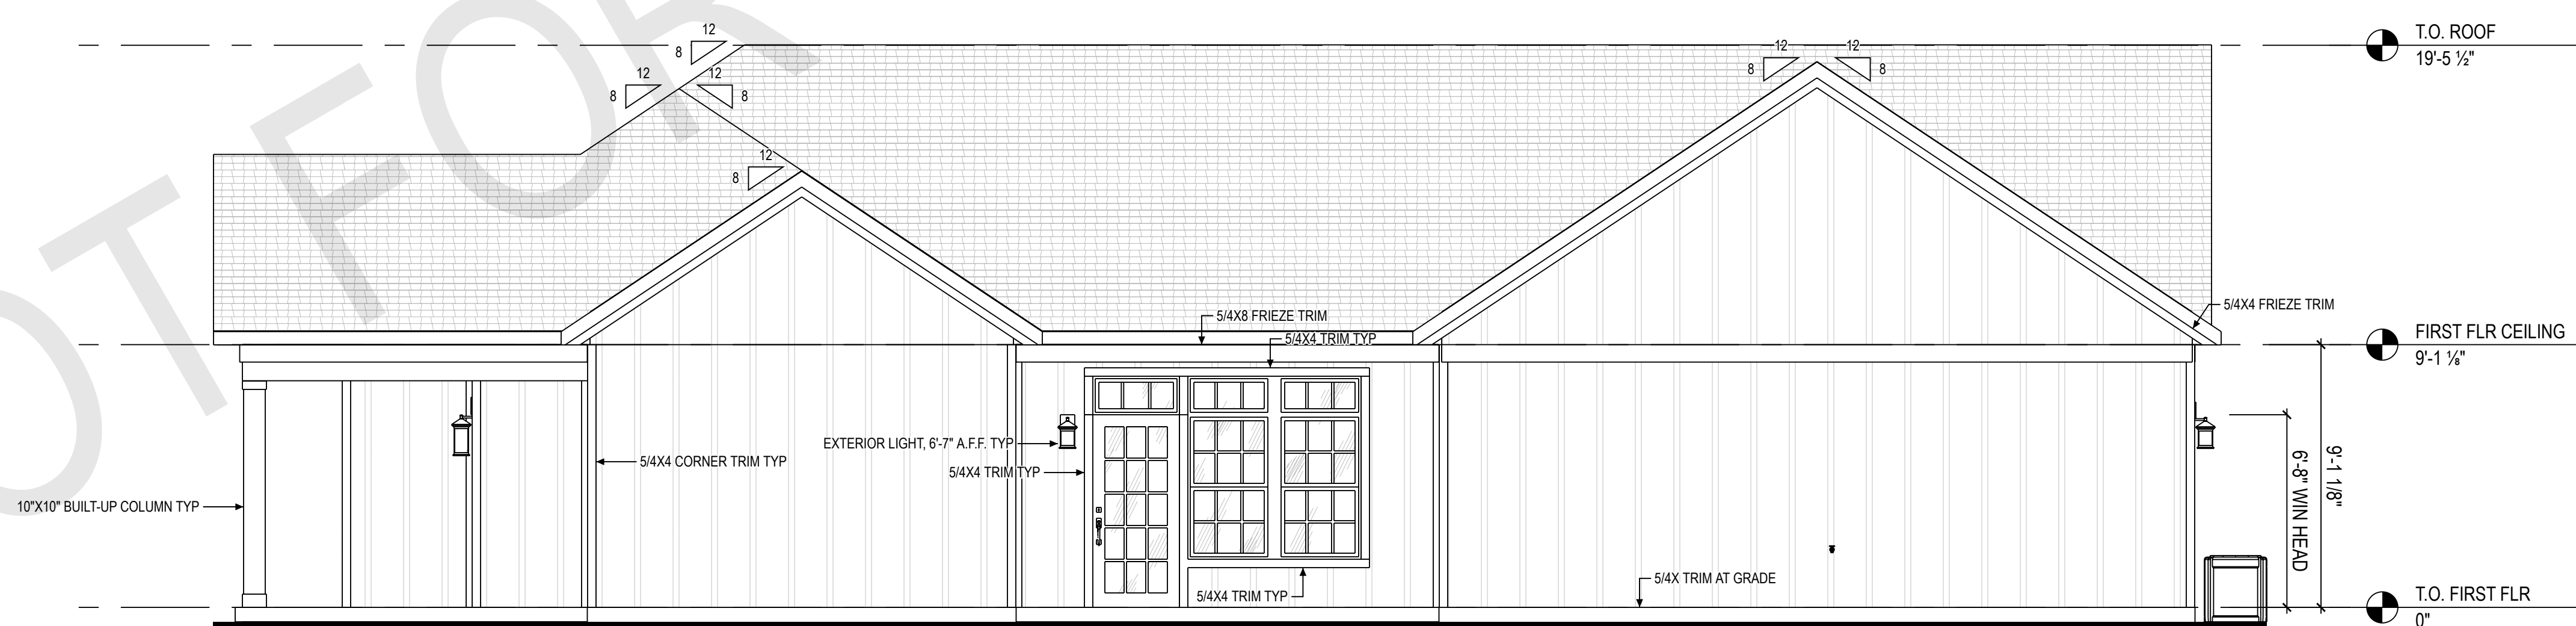 OT FOR
12
8
12
8
12
8
12
8
12
8
12
8
T.O. ROOF
19'-5 ½"
5/4X4 FRIEZE TRIM
5/4X8 FRIEZE TRIM
5/4X4 TRIM TYP
FIRST FLR CEILING
9'-1 ⅛"
EXTERIOR LIGHT, 6'-7" A.F.F. TYP
5/4X4 CORNER TRIM TYP
5/4X4 TRIM TYP
10"X10" BUILT-UP COLUMN TYP
6'-8" WIN HEAD
9'-1 1/8"
5/4X TRIM AT GRADE
5/4X4 TRIM TYP
T.O. FIRST FLR
0"